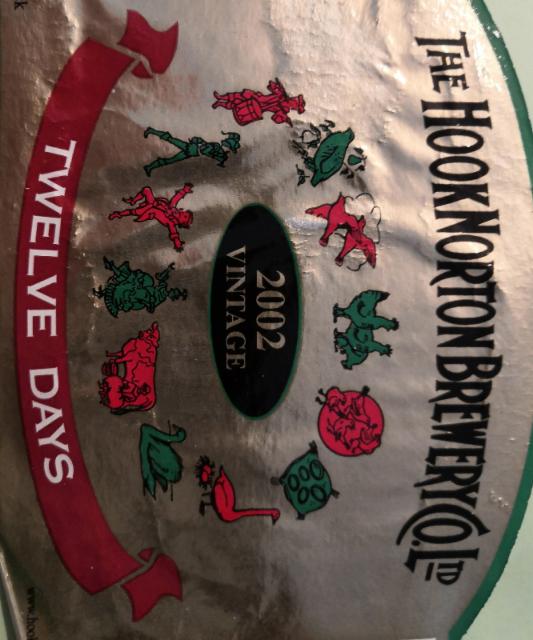 THE HOOK NORTON BREWERY CO. LTD
2002
VINTAGE
TWELVE DAYS